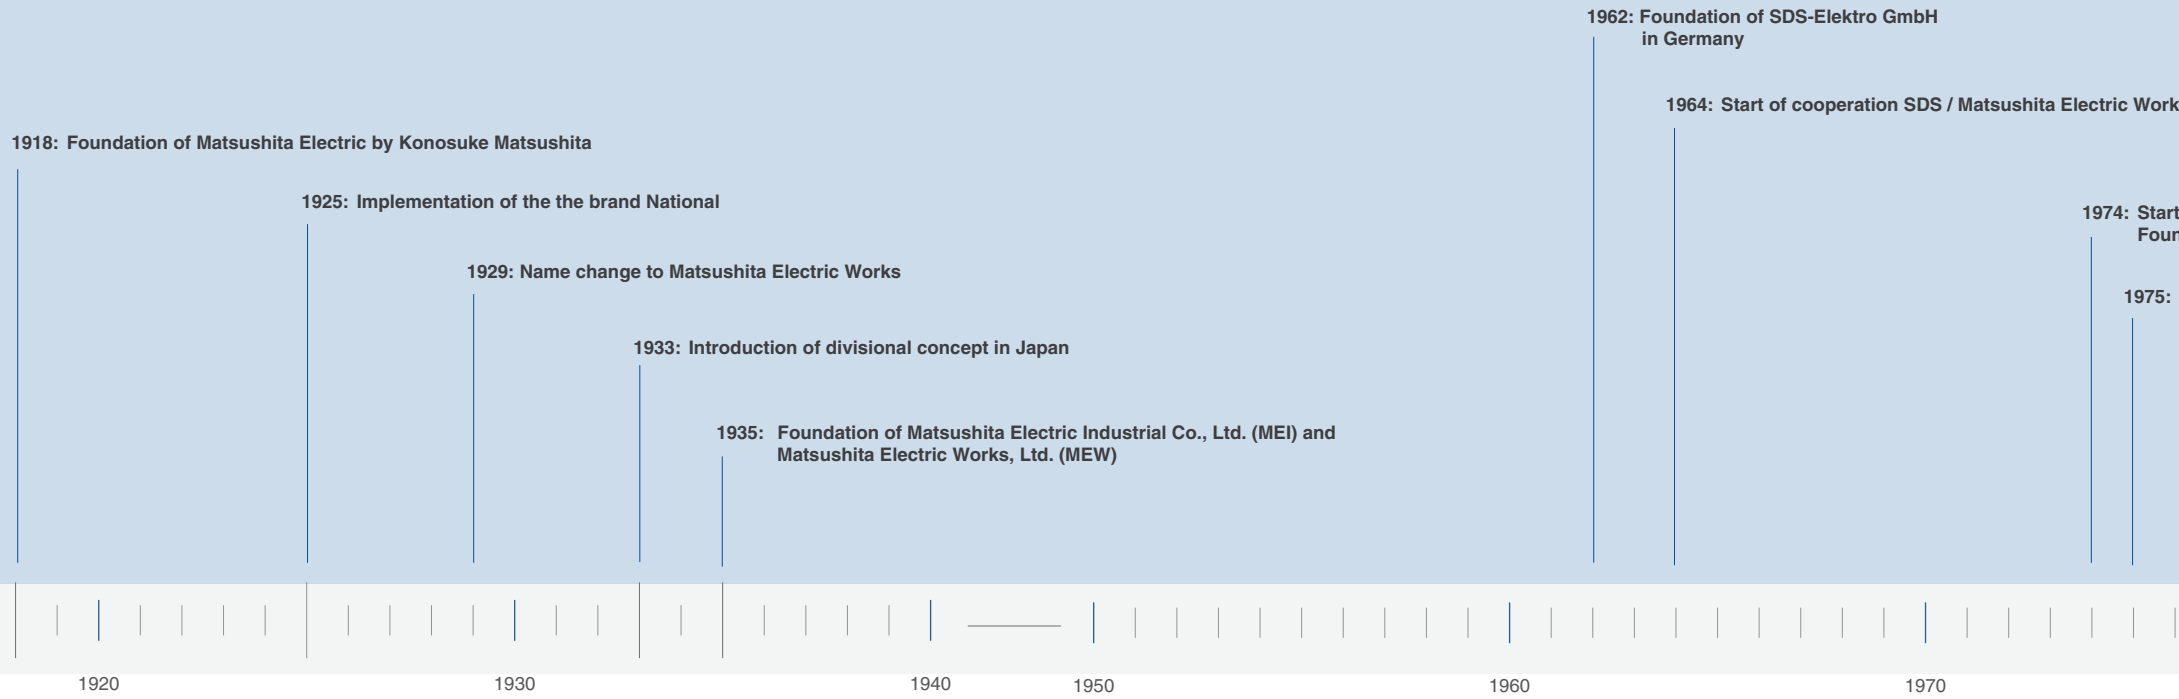 1962: Foundation of SDS-Elektro GmbH
in Germany
1964: Start of cooperation SDS / Matsushita Electric Work
1918: Foundation of Matsushita Electric by Konosuke Matsushita
1925: Implementation of the the brand National
1974: Start
Foun
1929: Name change to Matsushita Electric Works
1975:
1933: Introduction of divisional concept in Japan
1935: Foundation of Matsushita Electric Industrial Co., Ltd. (MEI) and
Matsushita Electric Works, Ltd. (MEW)
1920 1930 1940 1950 1960 1970